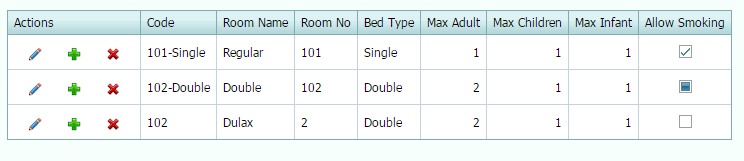 Actions Code Room Name Room No Bed Type Max Adult Max Children Max Infant Allow Smoking
101-Single Regular 101 Single 1 1 1
102-Double Double 102 Double 2 1 1
102 Dulax 2 Double 2 1 1